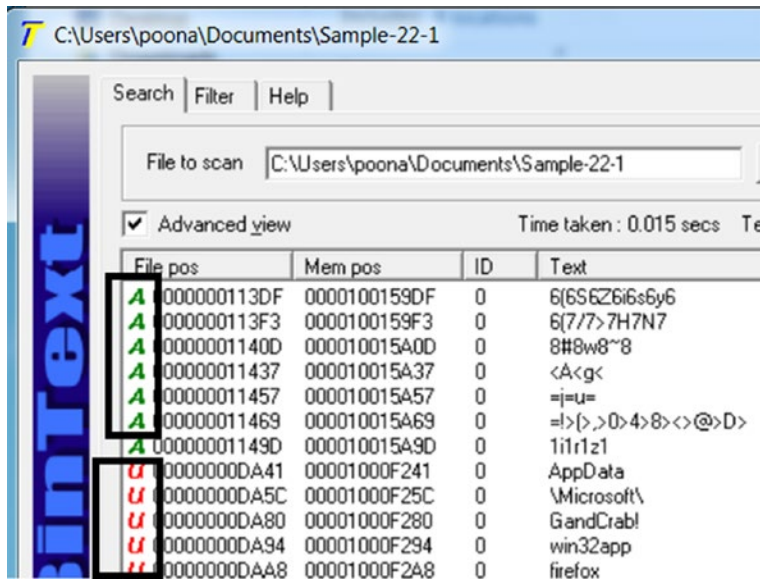 C:\Users\poona\Documents\Sample-22-1
Search Filter Help
File to scan C:\Users\poona\Documents\Sample-22-1
Advanced view Time taken : 0.015 secs Te
File pos Mem pos ID Text
A 0000000113DF 0000100159DF 0 6(6S6Z6i6s6y6
A 0000000113F3 0000100159F3 0 6(7/7>7H7N7
A 00000001140D 000010015A0D 0 8#8w8~8
A 000000011437 000010015A37 0 <A<g<
A 000000011457 000010015A57 0 =j=u=
A 000000011469 000010015A69 0 =!>(>,>0>4>8><>@>D>
A 00000001149D 000010015A9D 0 1i1r1z1
U 00000000DA41 00001000F241 0 AppData
U 00000000DA5C 00001000F25C 0 \Microsoft\
U 00000000DA80 00001000F280 0 GandCrab!
U 00000000DA94 00001000F294 0 win32app
U 00000000DAA8 00001000F2A8 0 firefox
BinText